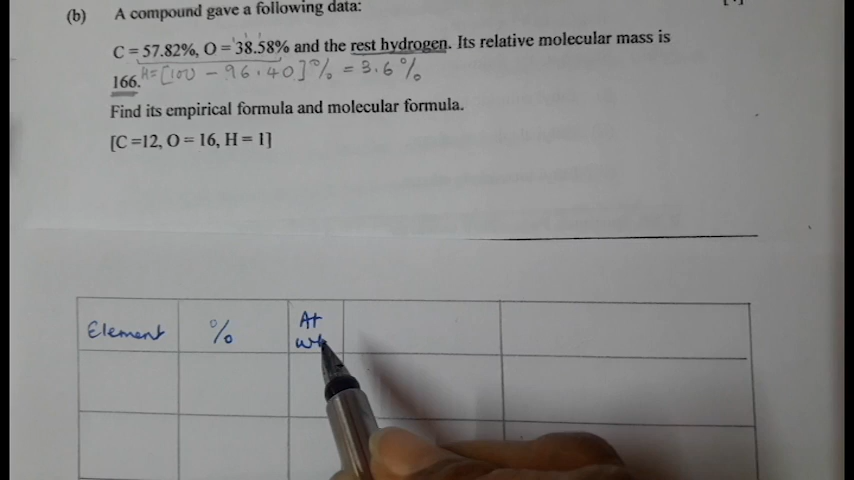 (b) A compound gave a following data:
C = 57.82%, O = 38.58% and the rest hydrogen. Its relative molecular mass is
166. H = [100 - 96.40]% = 3.6%
Find its empirical formula and molecular formula.
[C =12, O = 16, H = 1]
Element % At
wt